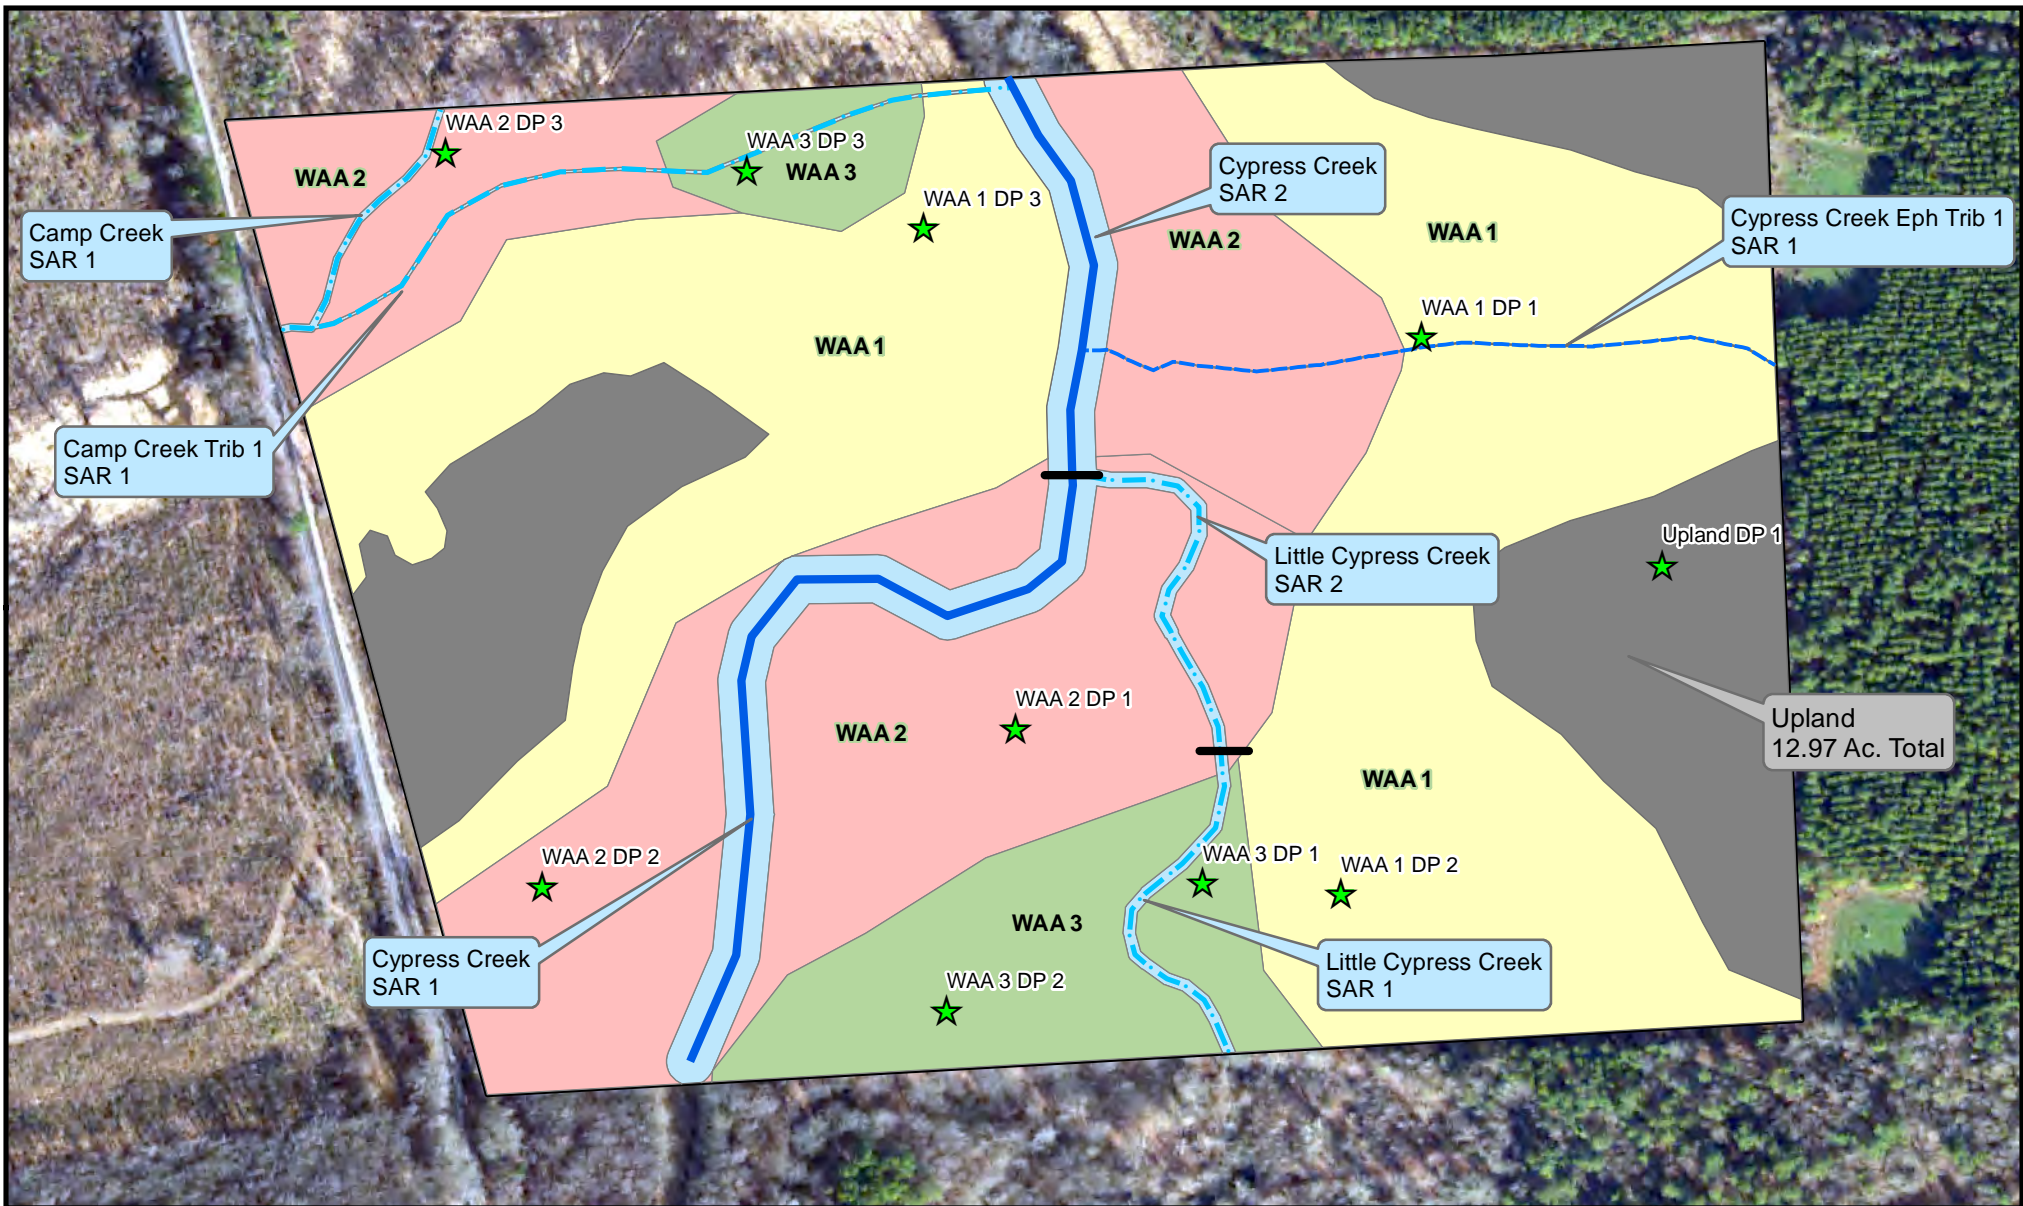 WAA 2 DP 3
WAA 3 DP 3
WAA 2
WAA 3
Cypress Creek
SAR 2
WAA 1 DP 3
Cypress Creek Eph Trib 1
SAR 1
Camp Creek
SAR 1
WAA 2
WAA 1
WAA 1 DP 1
WAA 1
Camp Creek Trib 1
SAR 1
Upland DP 1
Little Cypress Creek
SAR 2
WAA 2 DP 1
WAA 2
Upland
12.97 Ac. Total
WAA 1
WAA 2 DP 2
WAA 3 DP 1
WAA 1 DP 2
WAA 3
Cypress Creek
SAR 1
Little Cypress Creek
SAR 1
WAA 3 DP 2